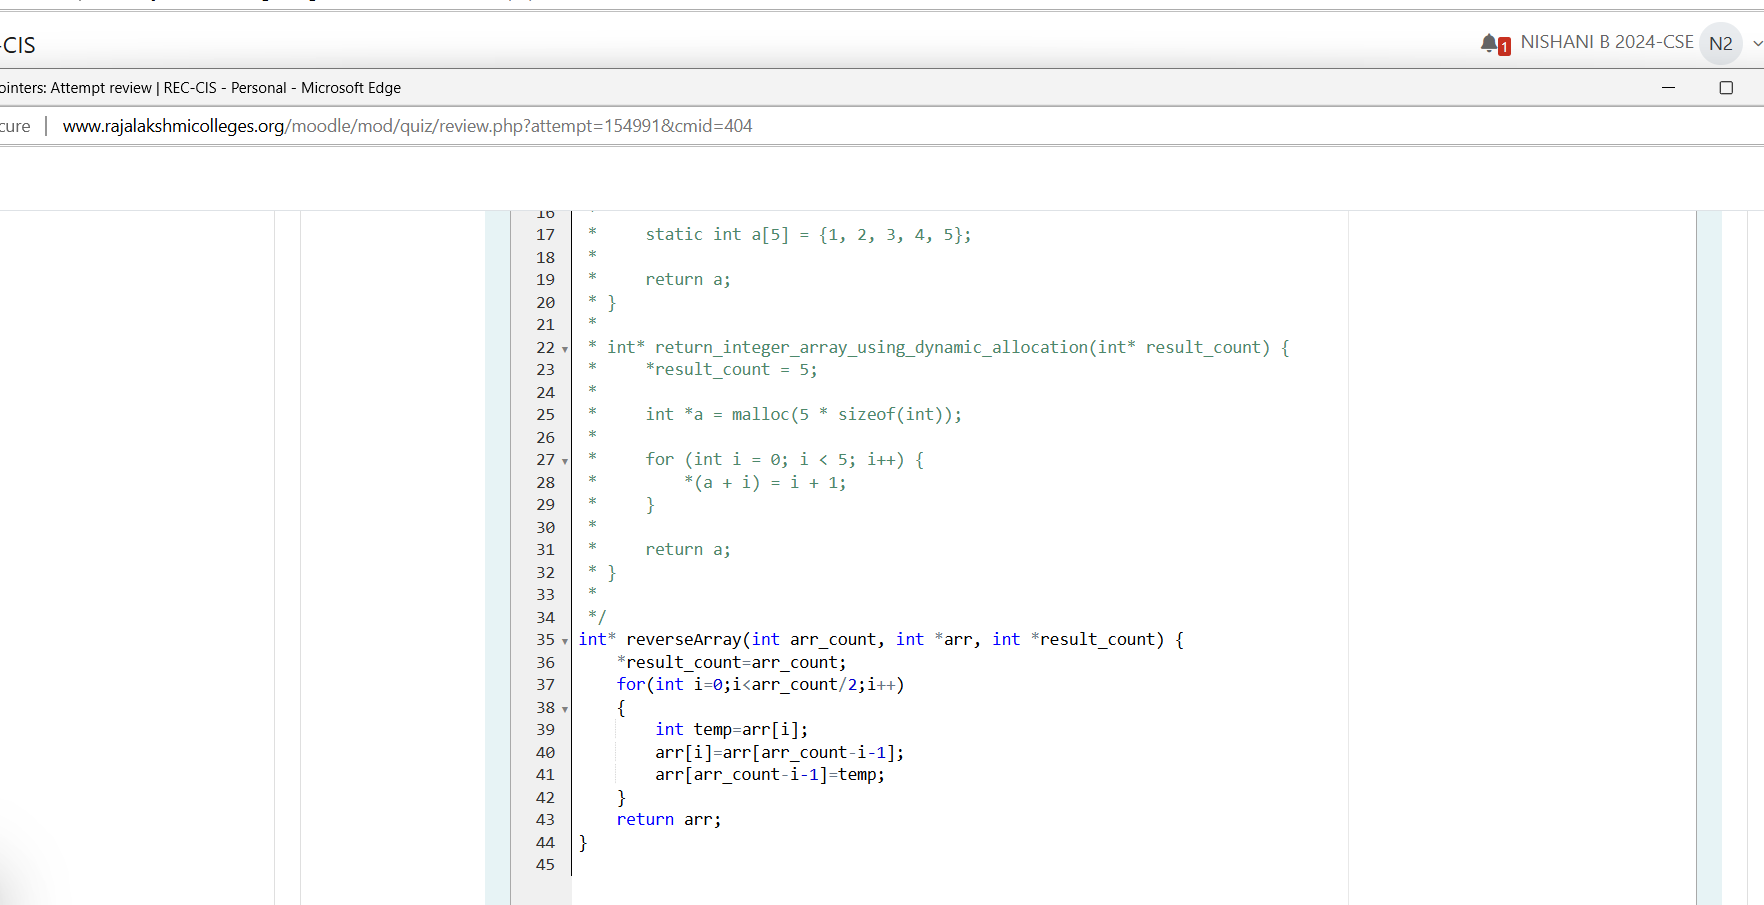 -CIS
1 NISHANI B 2024-CSE N2
ointers: Attempt review | REC-CIS - Personal - Microsoft Edge
cure | www.rajalakshmicolleges.org/moodle/mod/quiz/review.php?attempt=154991&cmid=404
16 *
17 *     static int a[5] = {1, 2, 3, 4, 5};
18 *
19 *     return a;
20 * }
21 *
22 * int* return_integer_array_using_dynamic_allocation(int* result_count) {
23 *     *result_count = 5;
24 *
25 *     int *a = malloc(5 * sizeof(int));
26 *
27 *     for (int i = 0; i < 5; i++) {
28 *         *(a + i) = i + 1;
29 *     }
30 *
31 *     return a;
32 * }
33 *
34 */
35 int* reverseArray(int arr_count, int *arr, int *result_count) {
36     *result_count=arr_count;
37     for(int i=0;i<arr_count/2;i++)
38     {
39         int temp=arr[i];
40         arr[i]=arr[arr_count-i-1];
41         arr[arr_count-i-1]=temp;
42     }
43     return arr;
44 }
45